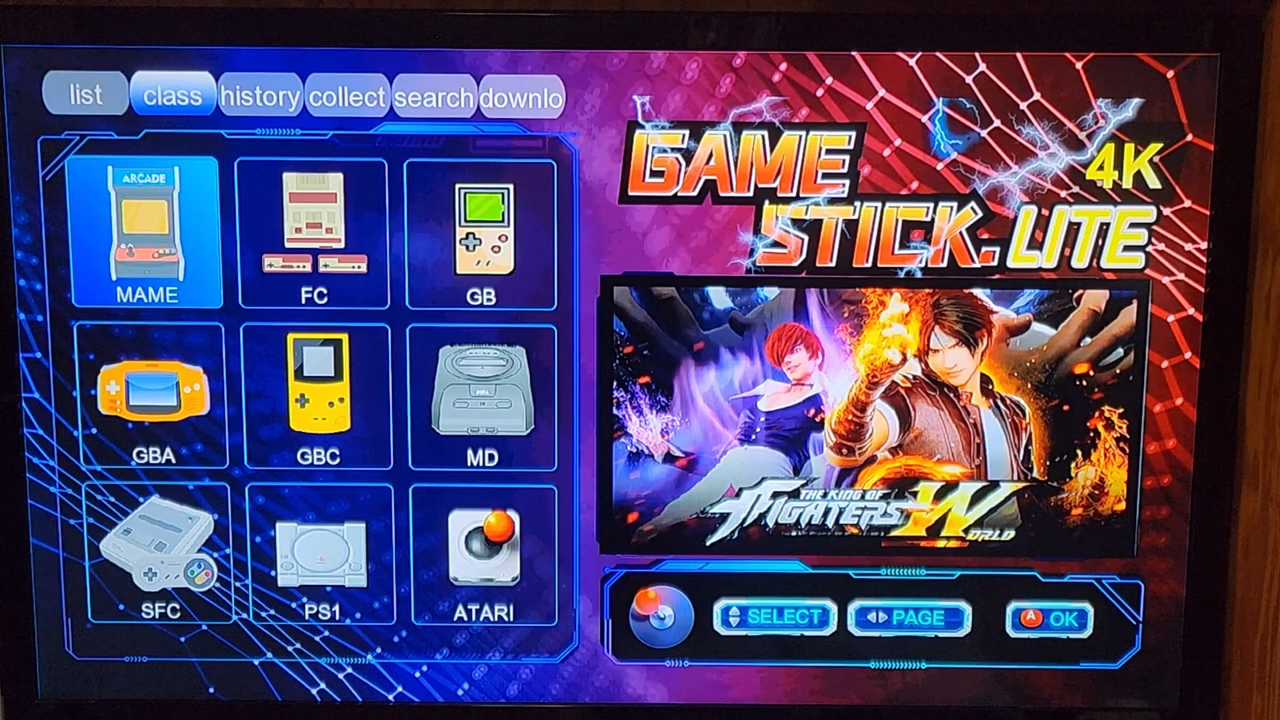 list class history collect search downlo
GAME
STICK.LITE
4K
ARCADE
MAME
FC
GB
GBA
GBC
MD
SFC
PS1
ATARI
THE KING OF
FIGHTERS
WORLD
SELECT
PAGE
A OK